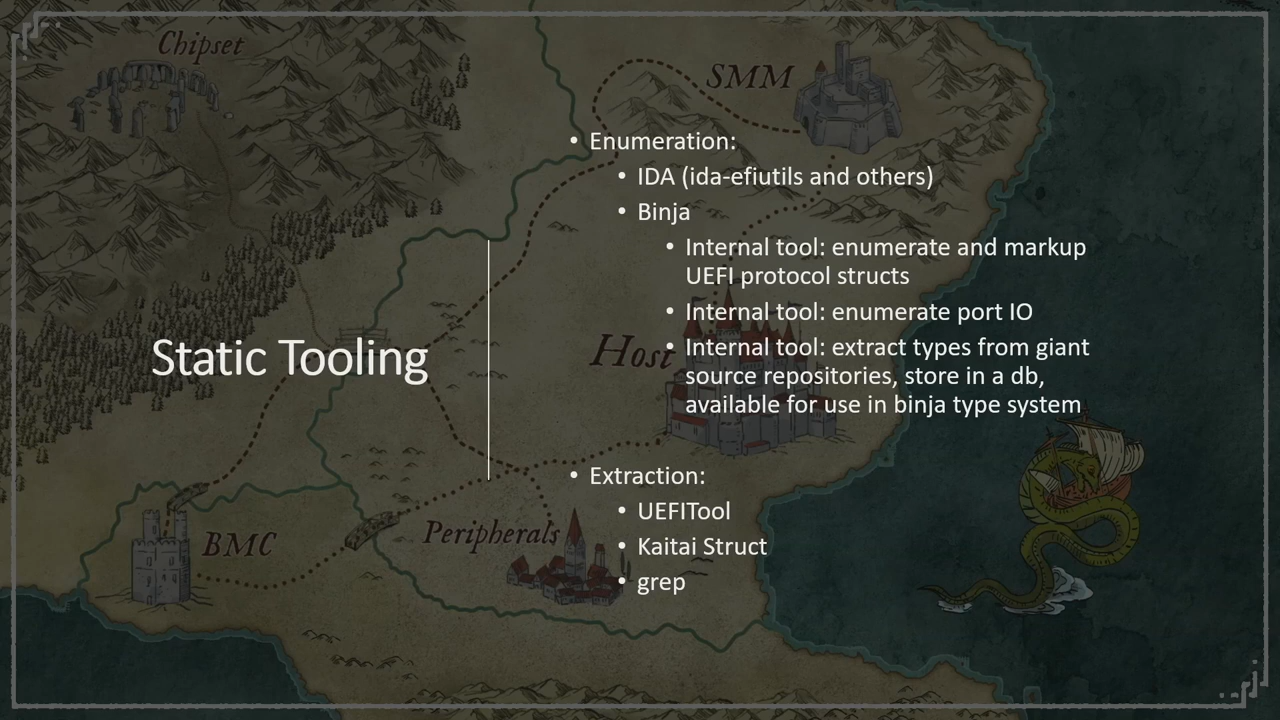 Chipset
SMM
• Enumeration:
• IDA (ida-efiutils and others)
• Binja
• Internal tool: enumerate and markup
UEFI protocol structs
• Internal tool: enumerate port IO
• Internal tool: extract types from giant
source repositories, store in a db,
available for use in binja type system
Host
Static Tooling
• Extraction:
• UEFITool
• Kaitai Struct
• grep
BMC
Peripherals